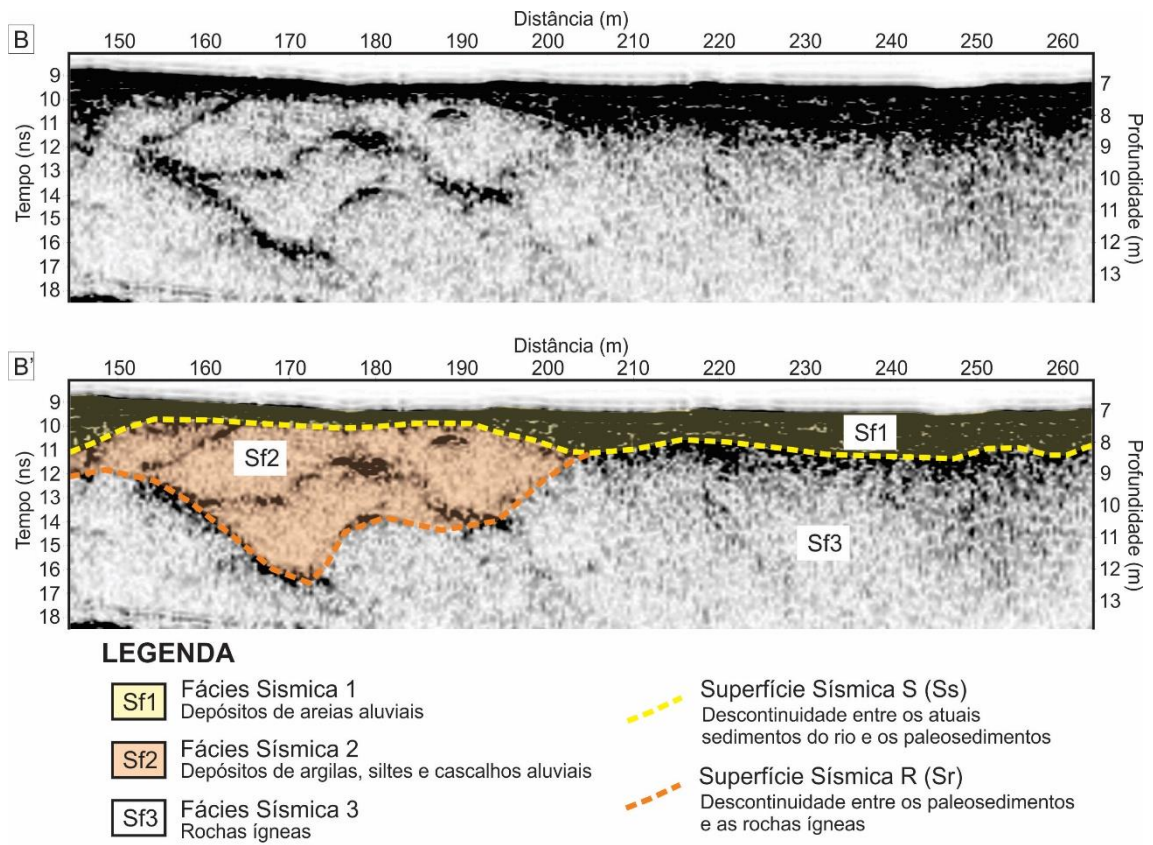 Distância (m)
B
150 160 170 180 190 200 210 220 230 240 250 260
Tempo (ns)
9
10
11
12
13
14
15
16
17
18
7
8
9
10
11
12
13
Profundidade (m)
Distância (m)
B'
150 160 170 180 190 200 210 220 230 240 250 260
Tempo (ns)
9
10
11
12
13
14
15
16
17
18
Sf1
Sf2
Sf3
7
8
9
10
11
12
13
Profundidade (m)
LEGENDA
Sf1
Fácies Sismica 1
Depósitos de areias aluviais
Sf2
Fácies Sísmica 2
Depósitos de argilas, siltes e cascalhos aluviais
Sf3
Fácies Sísmica 3
Rochas ígneas
Superfície Sísmica S (Ss)
Descontinuidade entre os atuais
sedimentos do rio e os paleosedimentos
Superfície Sísmica R (Sr)
Descontinuidade entre os paleosedimentos
e as rochas ígneas